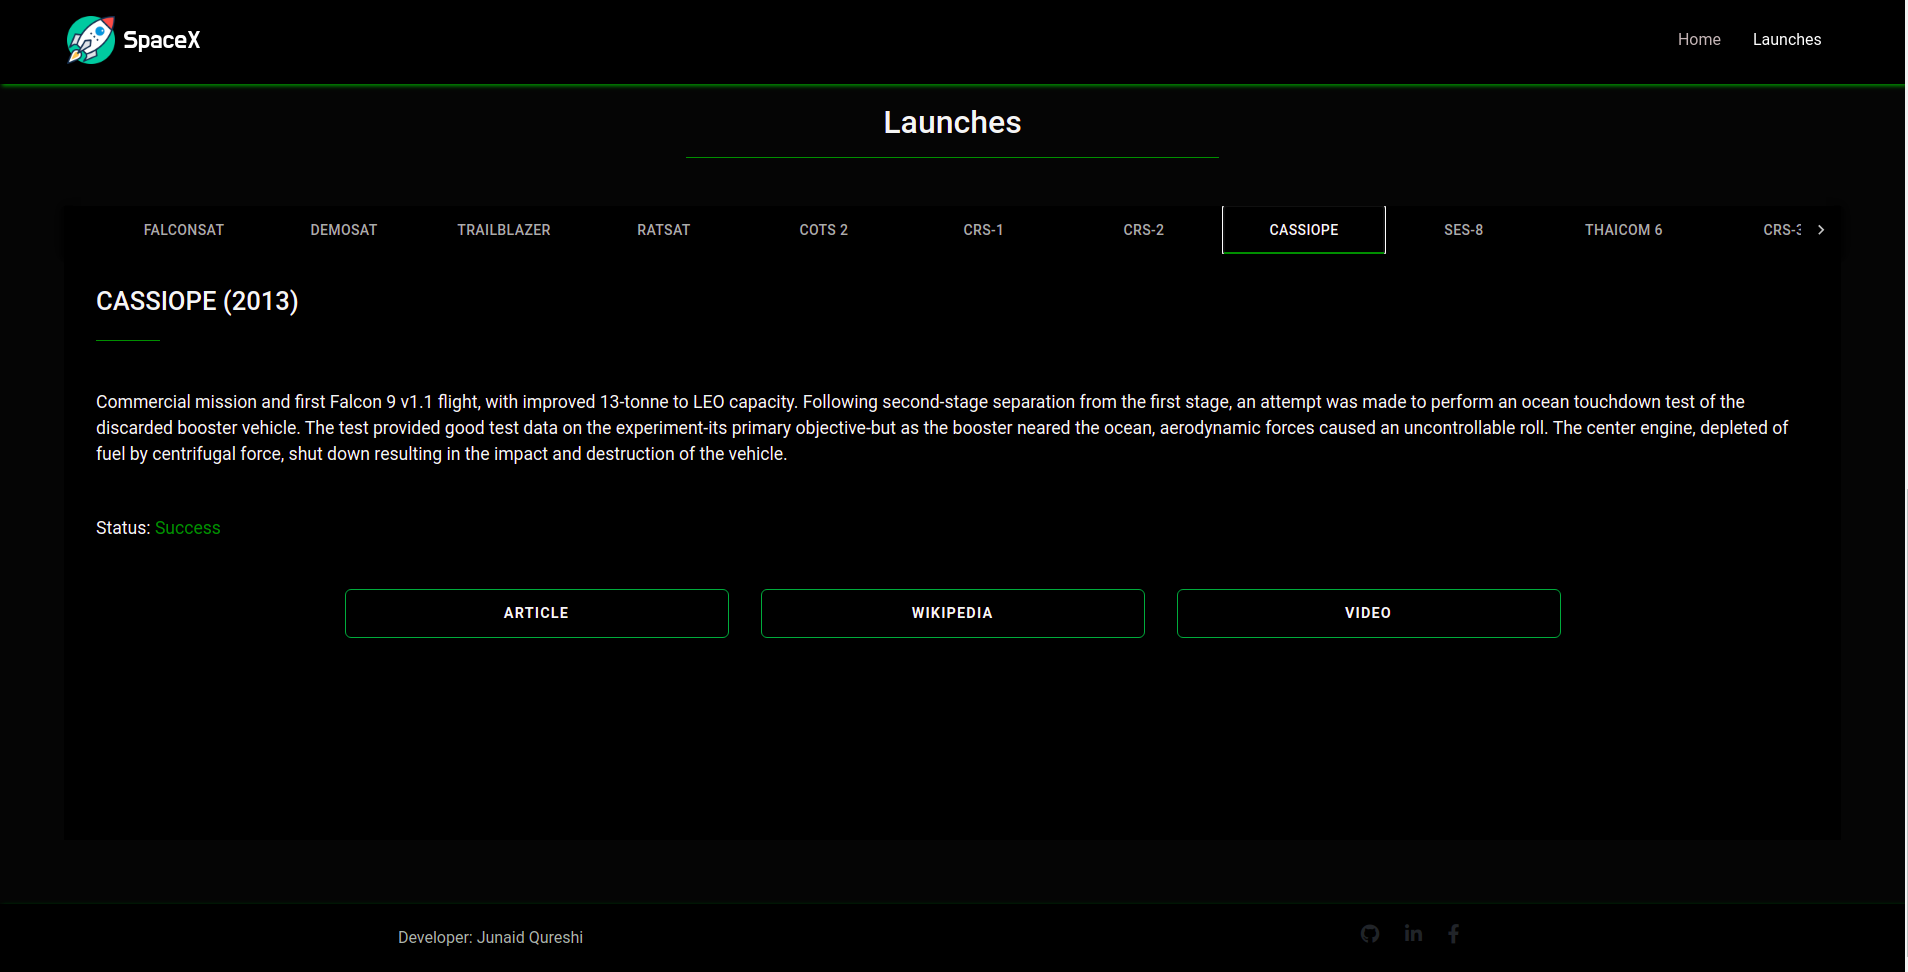 SpaceX
Home
Launches
Launches
FALCONSAT
DEMOSAT
TRAILBLAZER
RATSAT
COTS 2
CRS-1
CRS-2
CASSIOPE
SES-8
THAICOM 6
CRS-3
CASSIOPE (2013)
Commercial mission and first Falcon 9 v1.1 flight, with improved 13-tonne to LEO capacity. Following second-stage separation from the first stage, an attempt was made to perform an ocean touchdown test of the
discarded booster vehicle. The test provided good test data on the experiment-its primary objective-but as the booster neared the ocean, aerodynamic forces caused an uncontrollable roll. The center engine, depleted of
fuel by centrifugal force, shut down resulting in the impact and destruction of the vehicle.
Status: Success
ARTICLE
WIKIPEDIA
VIDEO
Developer: Junaid Qureshi